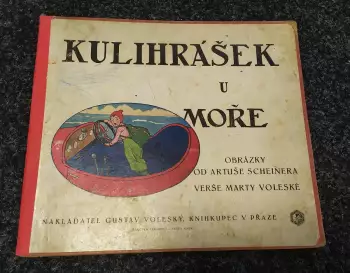 KULIHRÁŠEK
U
MOŘE
OBRÁZKY
OD ARTUŠE SCHEINERA
VERŠE MARTY VOLESKÉ
NAKLADATEL GUSTAV VOLESKÝ, KNIHKUPEC V PRAZE